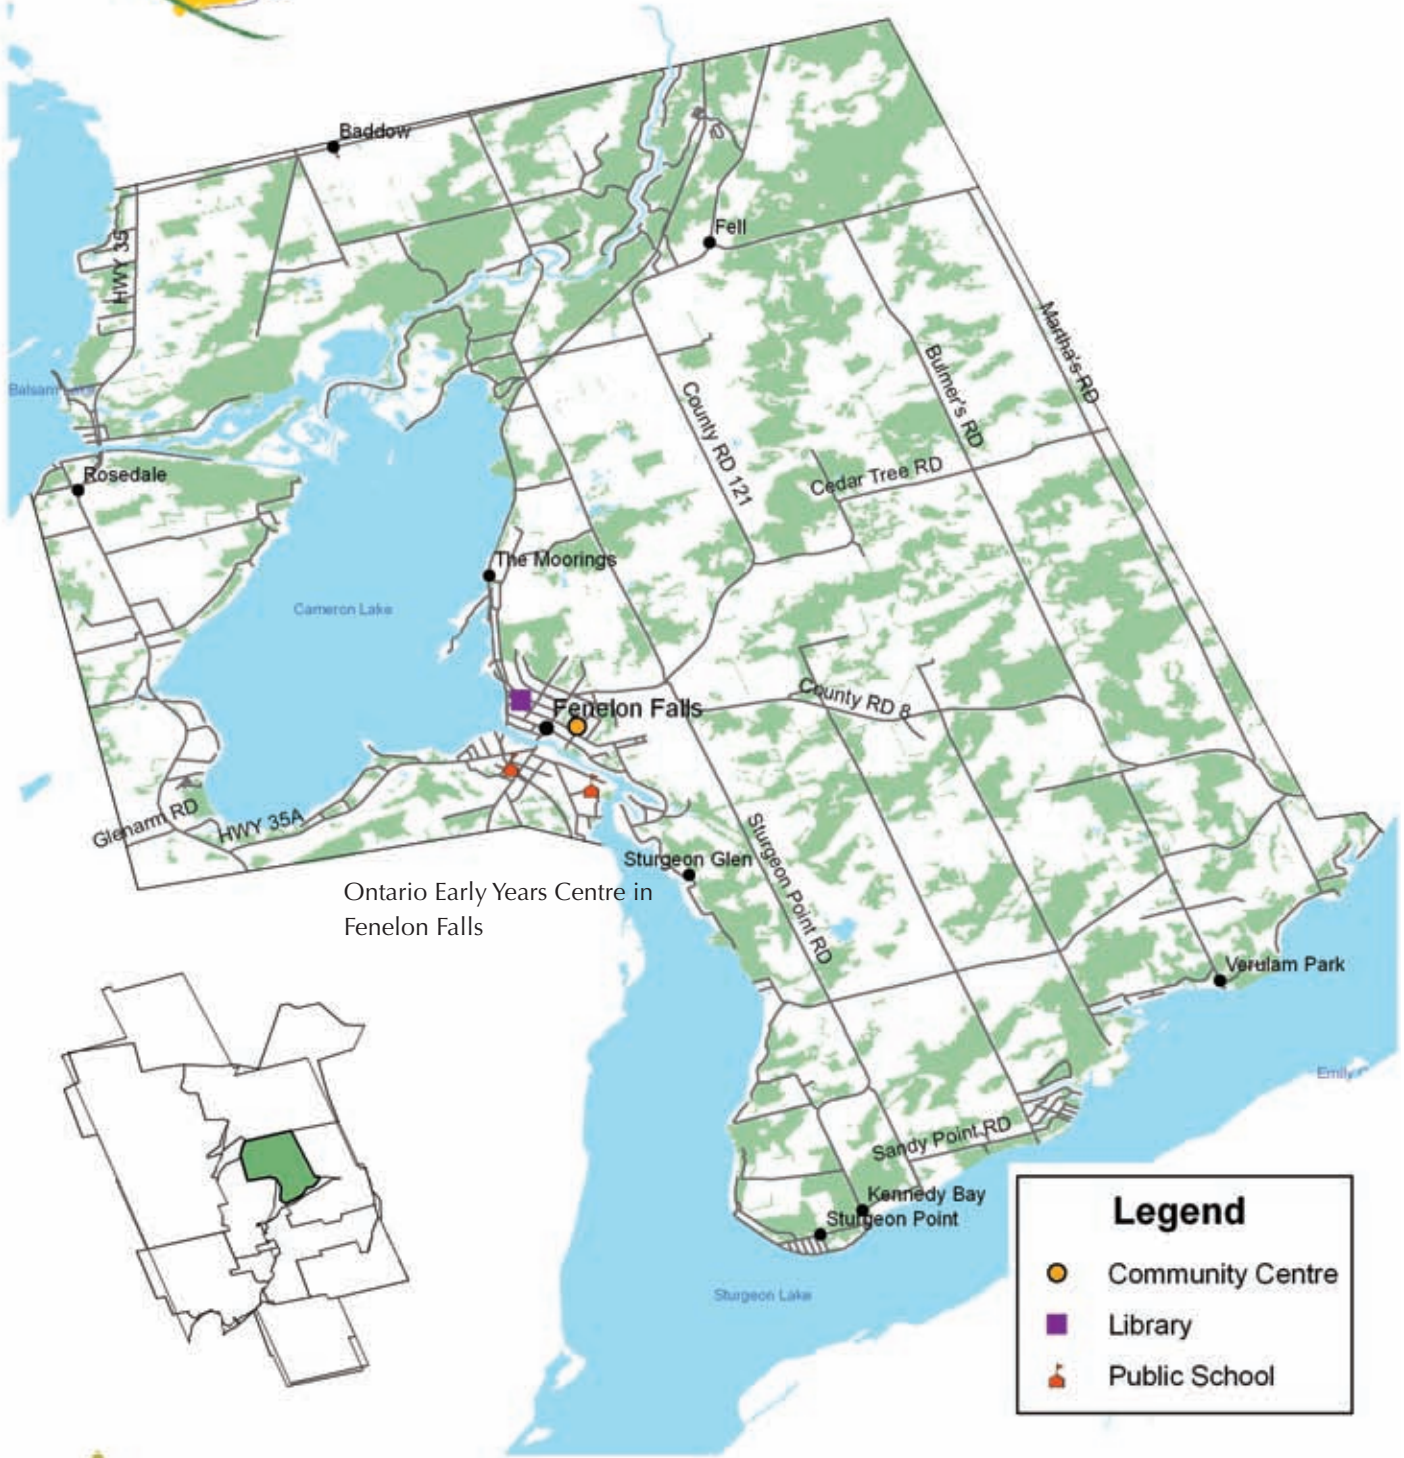 Baddow
Fell
HWY 35
Martha's RD
Bulmer's RD
Balsam Lake
County RD 121
Cedar Tree RD
Rosedale
The Moorings
Cameron Lake
County RD 8
Fenelon Falls
Glenarm RD
HWY 35A
Sturgeon Point RD
Sturgeon Glen
Ontario Early Years Centre in
Fenelon Falls
Verulam Park
Emily
Sandy Point RD
Kennedy Bay
Sturgeon Point
Sturgeon Lake
Legend
Community Centre
Library
Public School